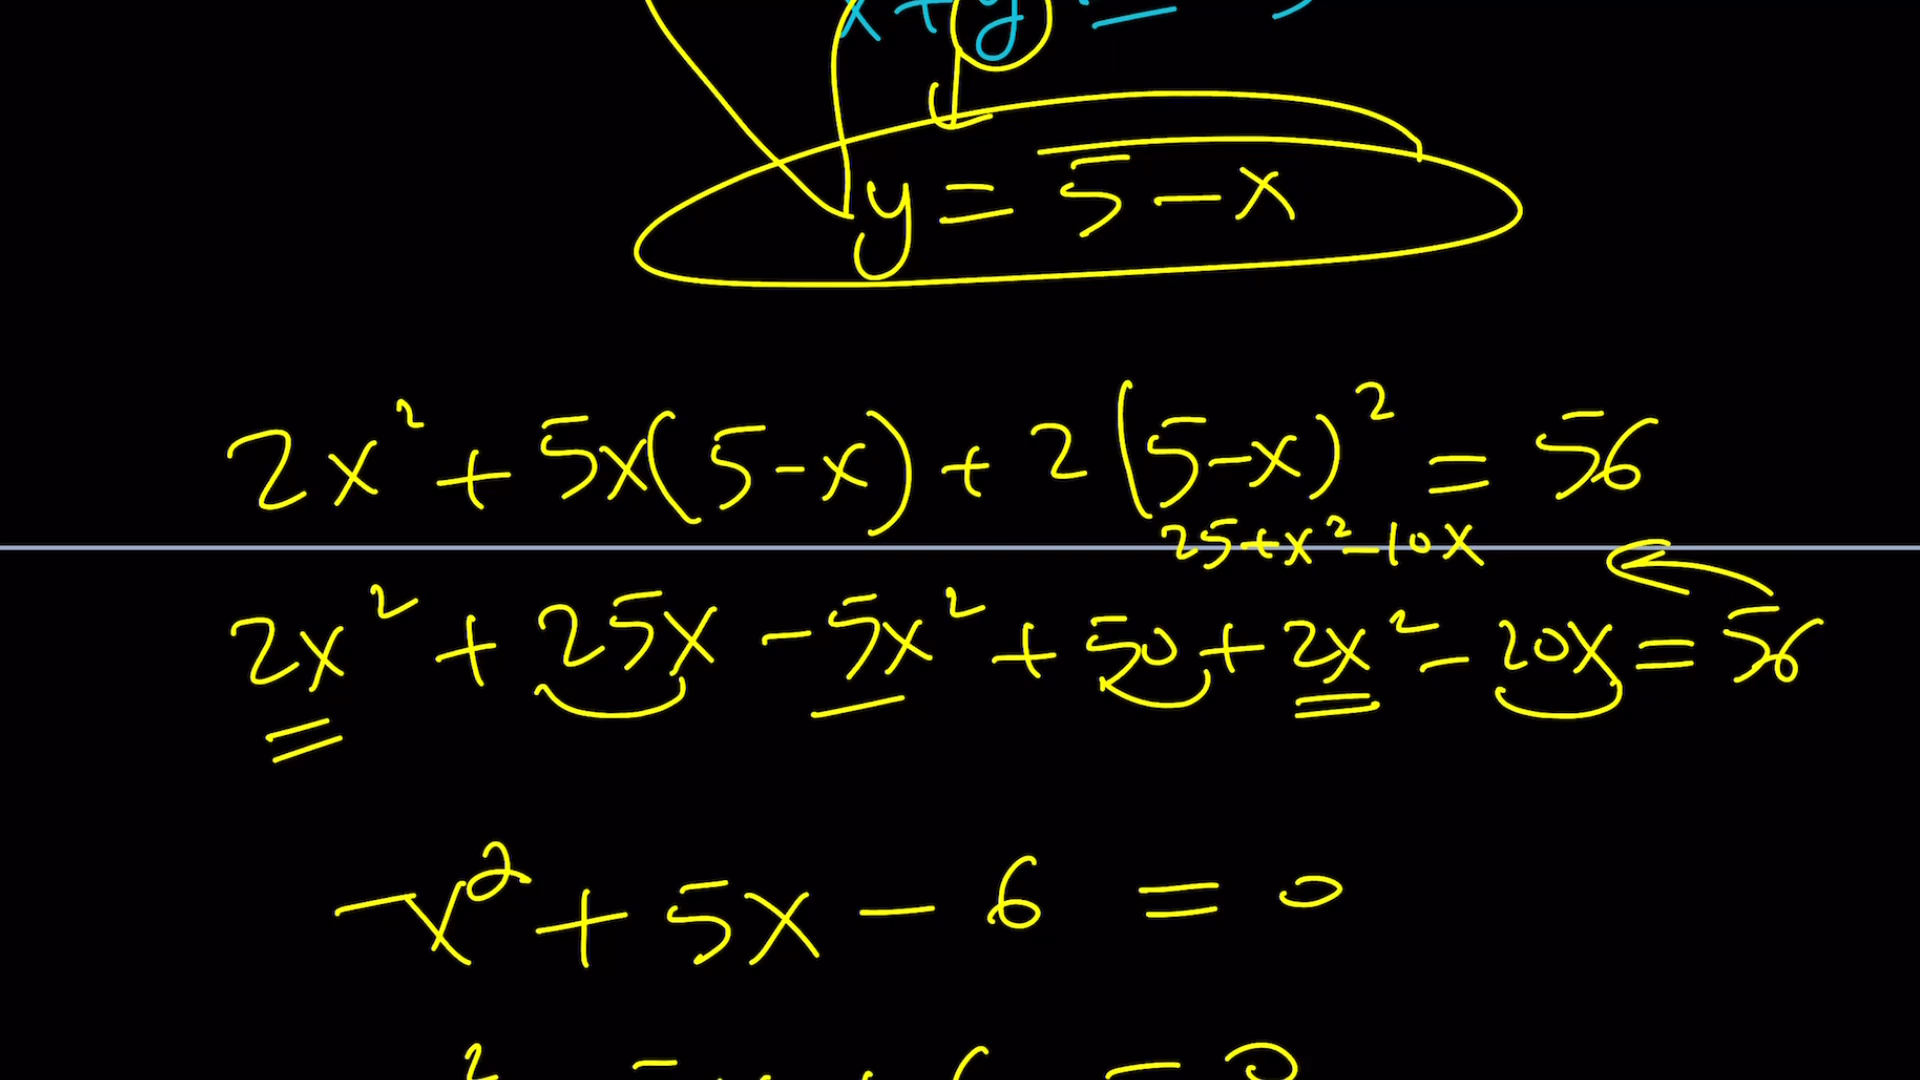 x + y =
y = 5 - x
2x² + 5x(5 - x) + 2(5 - x)² = 56
25 + x² - 10x
2x² + 25x - 5x² + 50 + 2x² - 20x = 56
-x² + 5x - 6 = 0